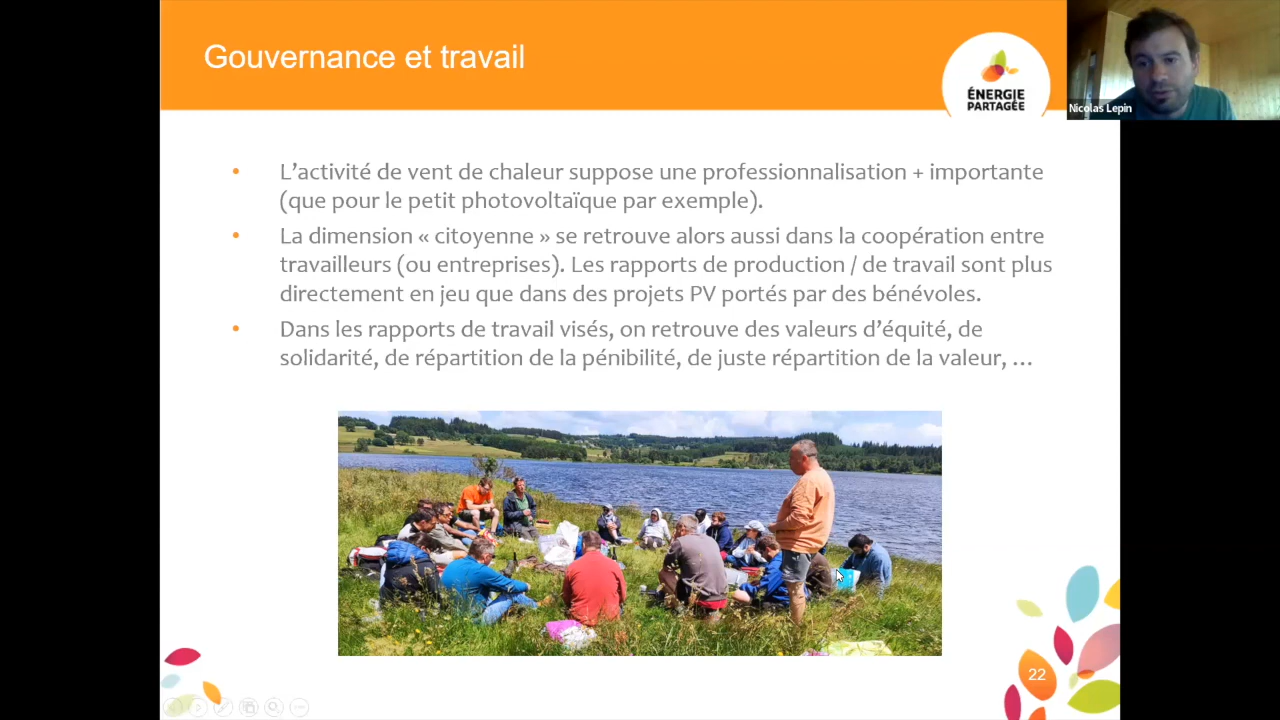 Gouvernance et travail
ÉNERGIE
PARTAGÉE
Nicolas Lepin
L’activité de vent de chaleur suppose une professionnalisation + importante
(que pour le petit photovoltaïque par exemple).
La dimension « citoyenne » se retrouve alors aussi dans la coopération entre
travailleurs (ou entreprises). Les rapports de production / de travail sont plus
directement en jeu que dans des projets PV portés par des bénévoles.
Dans les rapports de travail visés, on retrouve des valeurs d’équité, de
solidarité, de répartition de la pénibilité, de juste répartition de la valeur, …
22